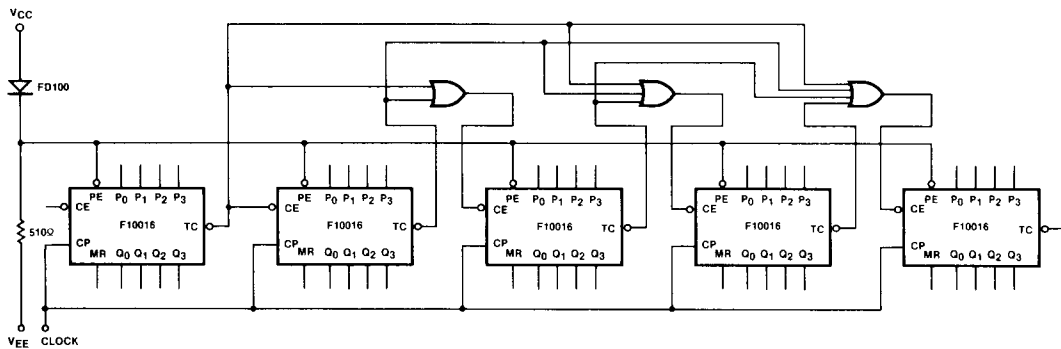 VCC
FD100
510Ω
VEE
CLOCK
PE P0 P1 P2 P3
CE
F10016
TC
CP
MR Q0 Q1 Q2 Q3
PE P0 P1 P2 P3
CE
F10016
TC
CP
MR Q0 Q1 Q2 Q3
PE P0 P1 P2 P3
CE
F10016
TC
CP
MR Q0 Q1 Q2 Q3
PE P0 P1 P2 P3
CE
F10016
TC
CP
MR Q0 Q1 Q2 Q3
PE P0 P1 P2 P3
CE
F10016
TC
CP
MR Q0 Q1 Q2 Q3